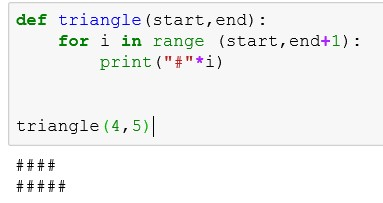 def triangle(start,end):
    for i in range (start,end+1):
        print("#"*i)
triangle(4,5)
####
#####